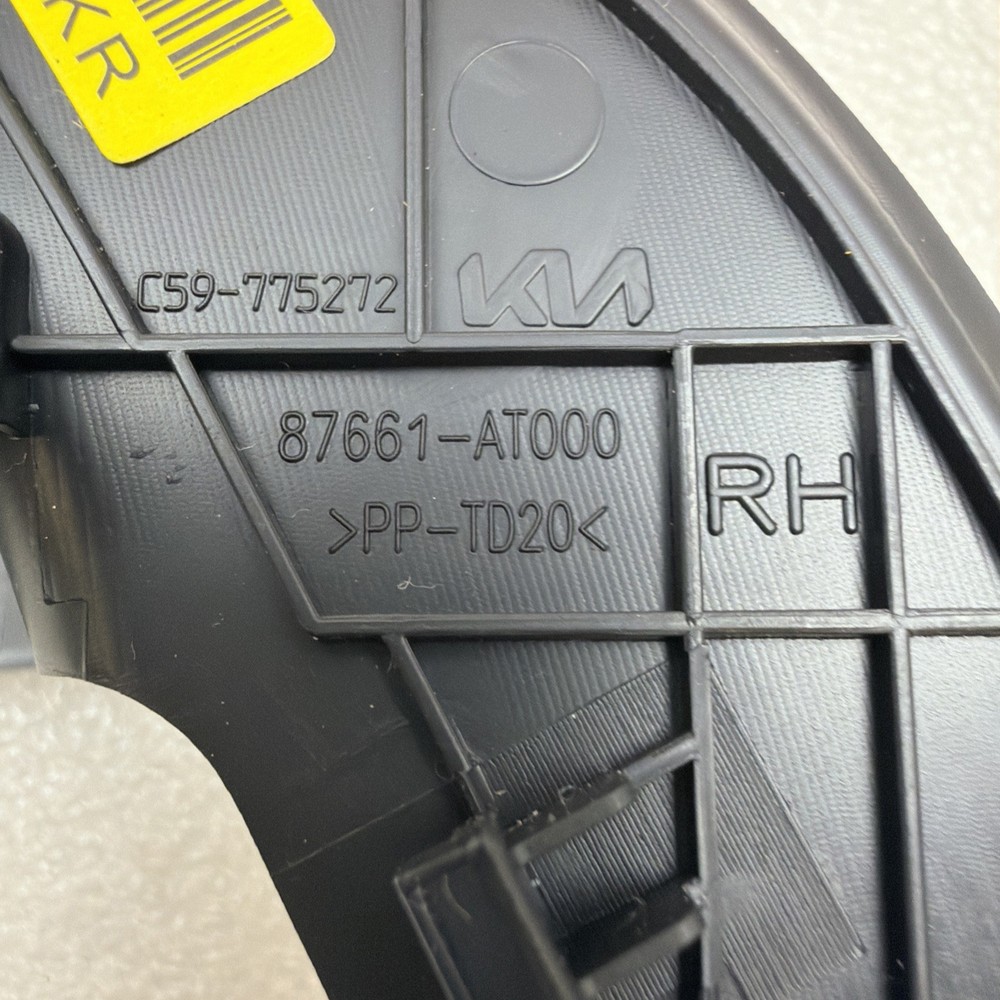 KR
C59-775272
KIA
87661-AT000
>PP-TD20<
RH